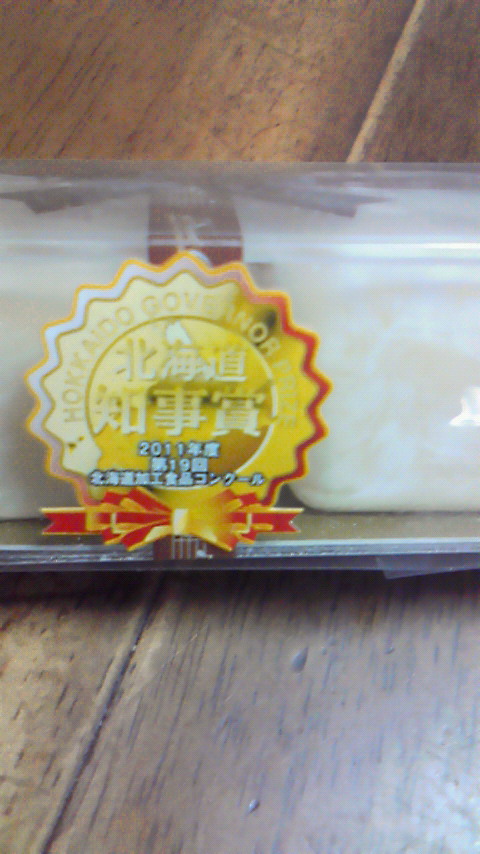 HOKKAIDO GOVERNOR PRIZE
北海道
知事賞
2011年度
第19回
北海道加工食品コンクール